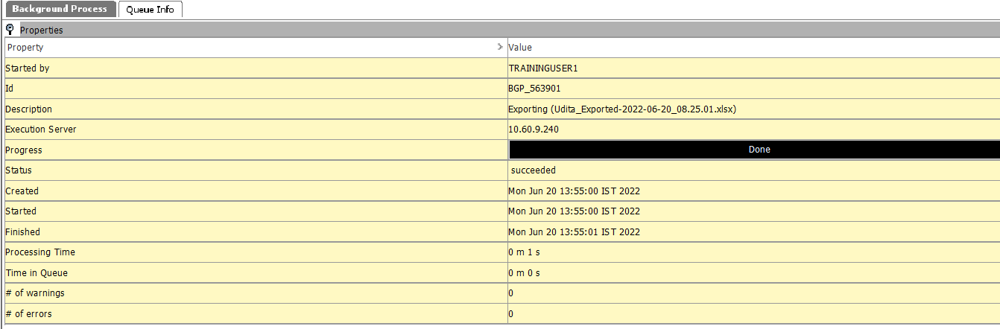 Background Process Queue Info
Properties
Property Value
Started by TRAININGUSER1
Id BGP_563901
Description Exporting (Udita_Exported-2022-06-20_08.25.01.xlsx)
Execution Server 10.60.9.240
Progress Done
Status succeeded
Created Mon Jun 20 13:55:00 IST 2022
Started Mon Jun 20 13:55:00 IST 2022
Finished Mon Jun 20 13:55:01 IST 2022
Processing Time 0 m 1 s
Time in Queue 0 m 0 s
# of warnings 0
# of errors 0